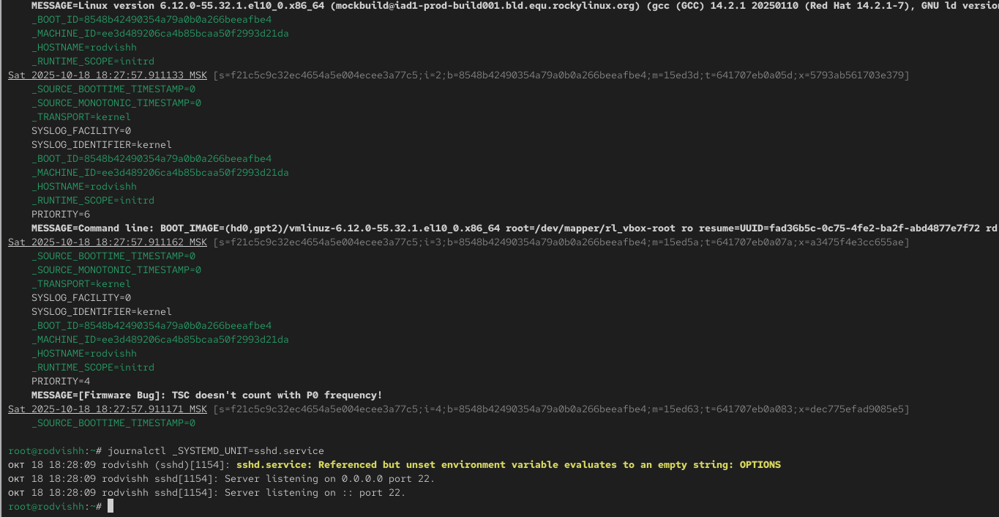 MESSAGE=Linux version 6.12.0-55.32.1.el10_0.x86_64 (mockbuild@iad1-prod-build001.bld.equ.rockylinux.org) (gcc (GCC) 14.2.1 20250110 (Red Hat 14.2.1-7), GNU ld versio
_BOOT_ID=8548b42490354a79a0b0a266beeafbe4
_MACHINE_ID=ee3d489206ca4b85bcaa50f2993d21da
_HOSTNAME=rodvishh
_RUNTIME_SCOPE=initrd
Sat 2025-10-18 18:27:57.911133 MSK [s=f21c5c9c32ec4654a5e004ecee3a77c5;i=2;b=8548b42490354a79a0b0a266beeafbe4;m=15ed3d;t=641707eb0a05d;x=5793ab561703e379]
_SOURCE_BOOTTIME_TIMESTAMP=0
_SOURCE_MONOTONIC_TIMESTAMP=0
_TRANSPORT=kernel
SYSLOG_FACILITY=0
SYSLOG_IDENTIFIER=kernel
_BOOT_ID=8548b42490354a79a0b0a266beeafbe4
_MACHINE_ID=ee3d489206ca4b85bcaa50f2993d21da
_HOSTNAME=rodvishh
_RUNTIME_SCOPE=initrd
PRIORITY=6
MESSAGE=Command line: BOOT_IMAGE=(hd0,gpt2)/vmlinuz-6.12.0-55.32.1.el10_0.x86_64 root=/dev/mapper/rl_vbox-root ro resume=UUID=fad36b5c-0c75-4fe2-ba2f-abd4877e7f72 rd
Sat 2025-10-18 18:27:57.911162 MSK [s=f21c5c9c32ec4654a5e004ecee3a77c5;i=3;b=8548b42490354a79a0b0a266beeafbe4;m=15ed5a;t=641707eb0a07a;x=a3475f4e3cc655ae]
_SOURCE_BOOTTIME_TIMESTAMP=0
_SOURCE_MONOTONIC_TIMESTAMP=0
_TRANSPORT=kernel
SYSLOG_FACILITY=0
SYSLOG_IDENTIFIER=kernel
_BOOT_ID=8548b42490354a79a0b0a266beeafbe4
_MACHINE_ID=ee3d489206ca4b85bcaa50f2993d21da
_HOSTNAME=rodvishh
_RUNTIME_SCOPE=initrd
PRIORITY=4
MESSAGE=[Firmware Bug]: TSC doesn't count with P0 frequency!
Sat 2025-10-18 18:27:57.911171 MSK [s=f21c5c9c32ec4654a5e004ecee3a77c5;i=4;b=8548b42490354a79a0b0a266beeafbe4;m=15ed63;t=641707eb0a083;x=dec775efad9085e5]
_SOURCE_BOOTTIME_TIMESTAMP=0
root@rodvishh:~# journalctl _SYSTEMD_UNIT=sshd.service
окт 18 18:28:09 rodvishh (sshd)[1154]: sshd.service: Referenced but unset environment variable evaluates to an empty string: OPTIONS
окт 18 18:28:09 rodvishh sshd[1154]: Server listening on 0.0.0.0 port 22.
окт 18 18:28:09 rodvishh sshd[1154]: Server listening on :: port 22.
root@rodvishh:~#